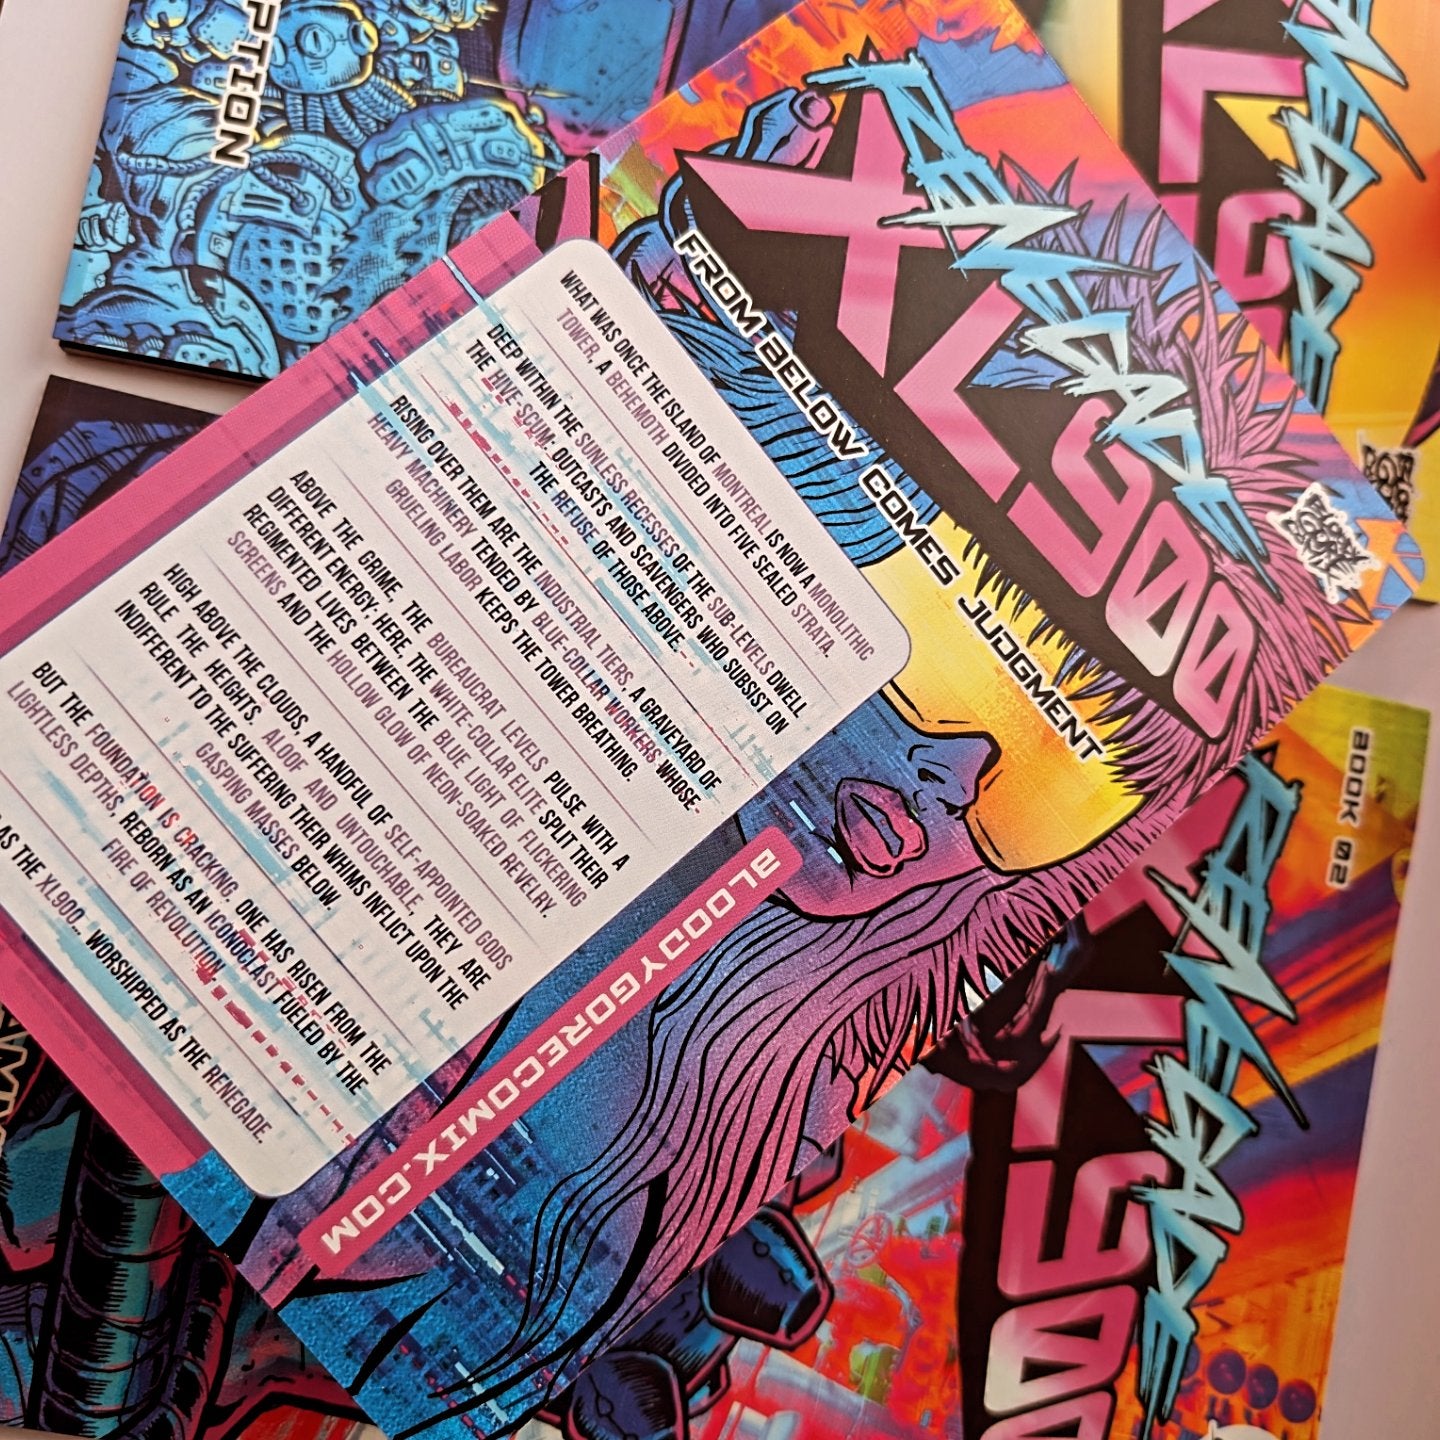 PTION
XL900
RENEGADE
FROM BELOW COMES JUDGMENT
BLOODY GORE COMIX
WHAT WAS ONCE THE ISLAND OF MONTREAL IS NOW A MONOLITHIC
TOWER, A BEHEMOTH DIVIDED INTO FIVE SEALED STRATA.
DEEP WITHIN THE SUNLESS RECESSES OF THE SUB-LEVELS DWELL
THE HIVE-SCUM: OUTCASTS AND SCAVENGERS WHO SUBSIST ON
THE REFUSE OF THOSE ABOVE.
RISING OVER THEM ARE THE INDUSTRIAL TIERS, A GRAVEYARD OF
HEAVY MACHINERY TENDED BY BLUE-COLLAR WORKERS WHOSE
GRUELING LABOR KEEPS THE TOWER BREATHING.
ABOVE THE GRIME, THE BUREAUCRAT LEVELS PULSE WITH A
DIFFERENT ENERGY; HERE, THE WHITE-COLLAR ELITE SPLIT THEIR
REGIMENTED LIVES BETWEEN THE BLUE LIGHT OF FLICKERING
SCREENS AND THE HOLLOW GLOW OF NEON-SOAKED REVELRY.
HIGH ABOVE THE CLOUDS, A HANDFUL OF SELF-APPOINTED GODS
RULE THE HEIGHTS. ALOOF AND UNTOUCHABLE, THEY ARE
INDIFFERENT TO THE SUFFERING THEIR WHIMS INFLICT UPON THE
GASPING MASSES BELOW.
BUT THE FOUNDATION IS CRACKING. ONE HAS RISEN FROM THE
LIGHTLESS DEPTHS, REBORN AS AN ICONOCLAST FUELED BY THE
FIRE OF REVOLUTION.
AS THE XL900... WORSHIPPED AS THE RENEGADE.
BLOODYGORECOMIX.COM
XL9
RENEGADE
BOOK 02
XL900
RENEGADE